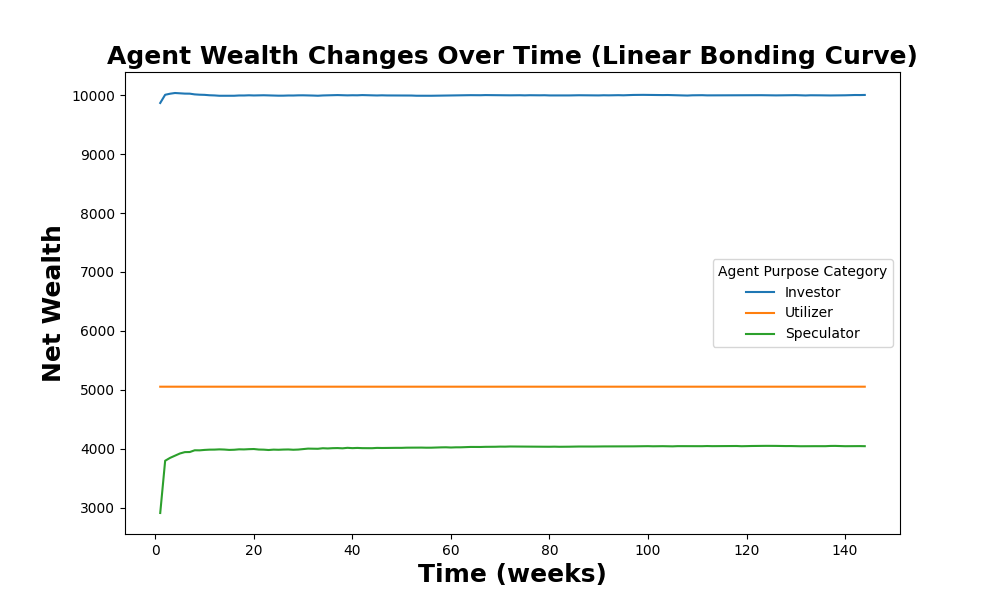 Agent Wealth Changes Over Time (Linear Bonding Curve)
10000
9000
8000
7000
6000
5000
4000
3000
Net Wealth
Agent Purpose Category
Investor
Utilizer
Speculator
0 20 40 60 80 100 120 140
Time (weeks)